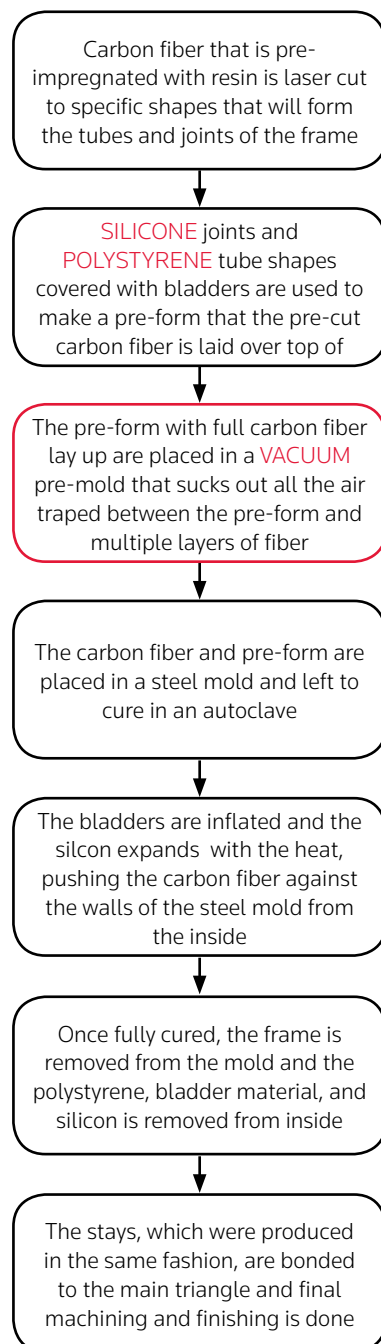 Carbon fiber that is pre-
impregnated with resin is laser cut
to specific shapes that will form
the tubes and joints of the frame
SILICONE joints and
POLYSTYRENE tube shapes
covered with bladders are used to
make a pre-form that the pre-cut
carbon fiber is laid over top of
The pre-form with full carbon fiber
lay up are placed in a VACUUM
pre-mold that sucks out all the air
traped between the pre-form and
multiple layers of fiber
The carbon fiber and pre-form are
placed in a steel mold and left to
cure in an autoclave
The bladders are inflated and the
silcon expands with the heat,
pushing the carbon fiber against
the walls of the steel mold from
the inside
Once fully cured, the frame is
removed from the mold and the
polystyrene, bladder material, and
silicon is removed from inside
The stays, which were produced
in the same fashion, are bonded
to the main triangle and final
machining and finishing is done